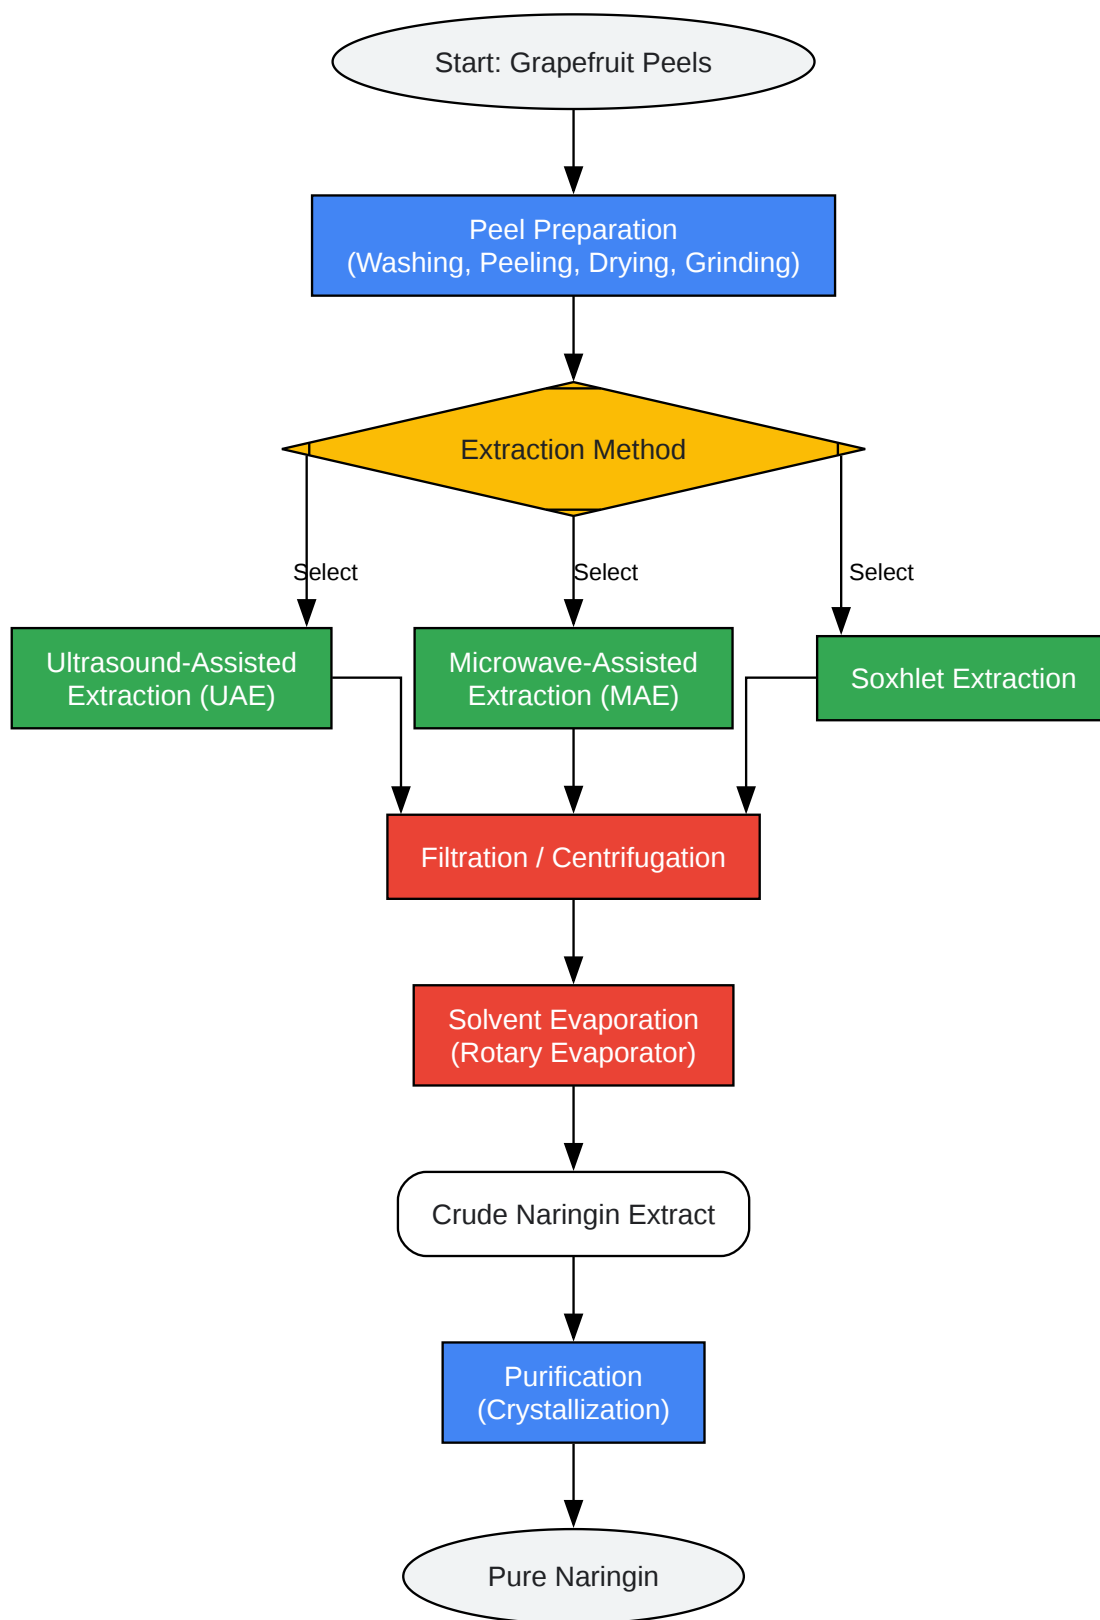 Start: Grapefruit Peels
Peel Preparation
(Washing, Peeling, Drying, Grinding)
Extraction Method
Select
Select
Select
Ultrasound-Assisted
Extraction (UAE)
Microwave-Assisted
Extraction (MAE)
Soxhlet Extraction
Filtration / Centrifugation
Solvent Evaporation
(Rotary Evaporator)
Crude Naringin Extract
Purification
(Crystallization)
Pure Naringin